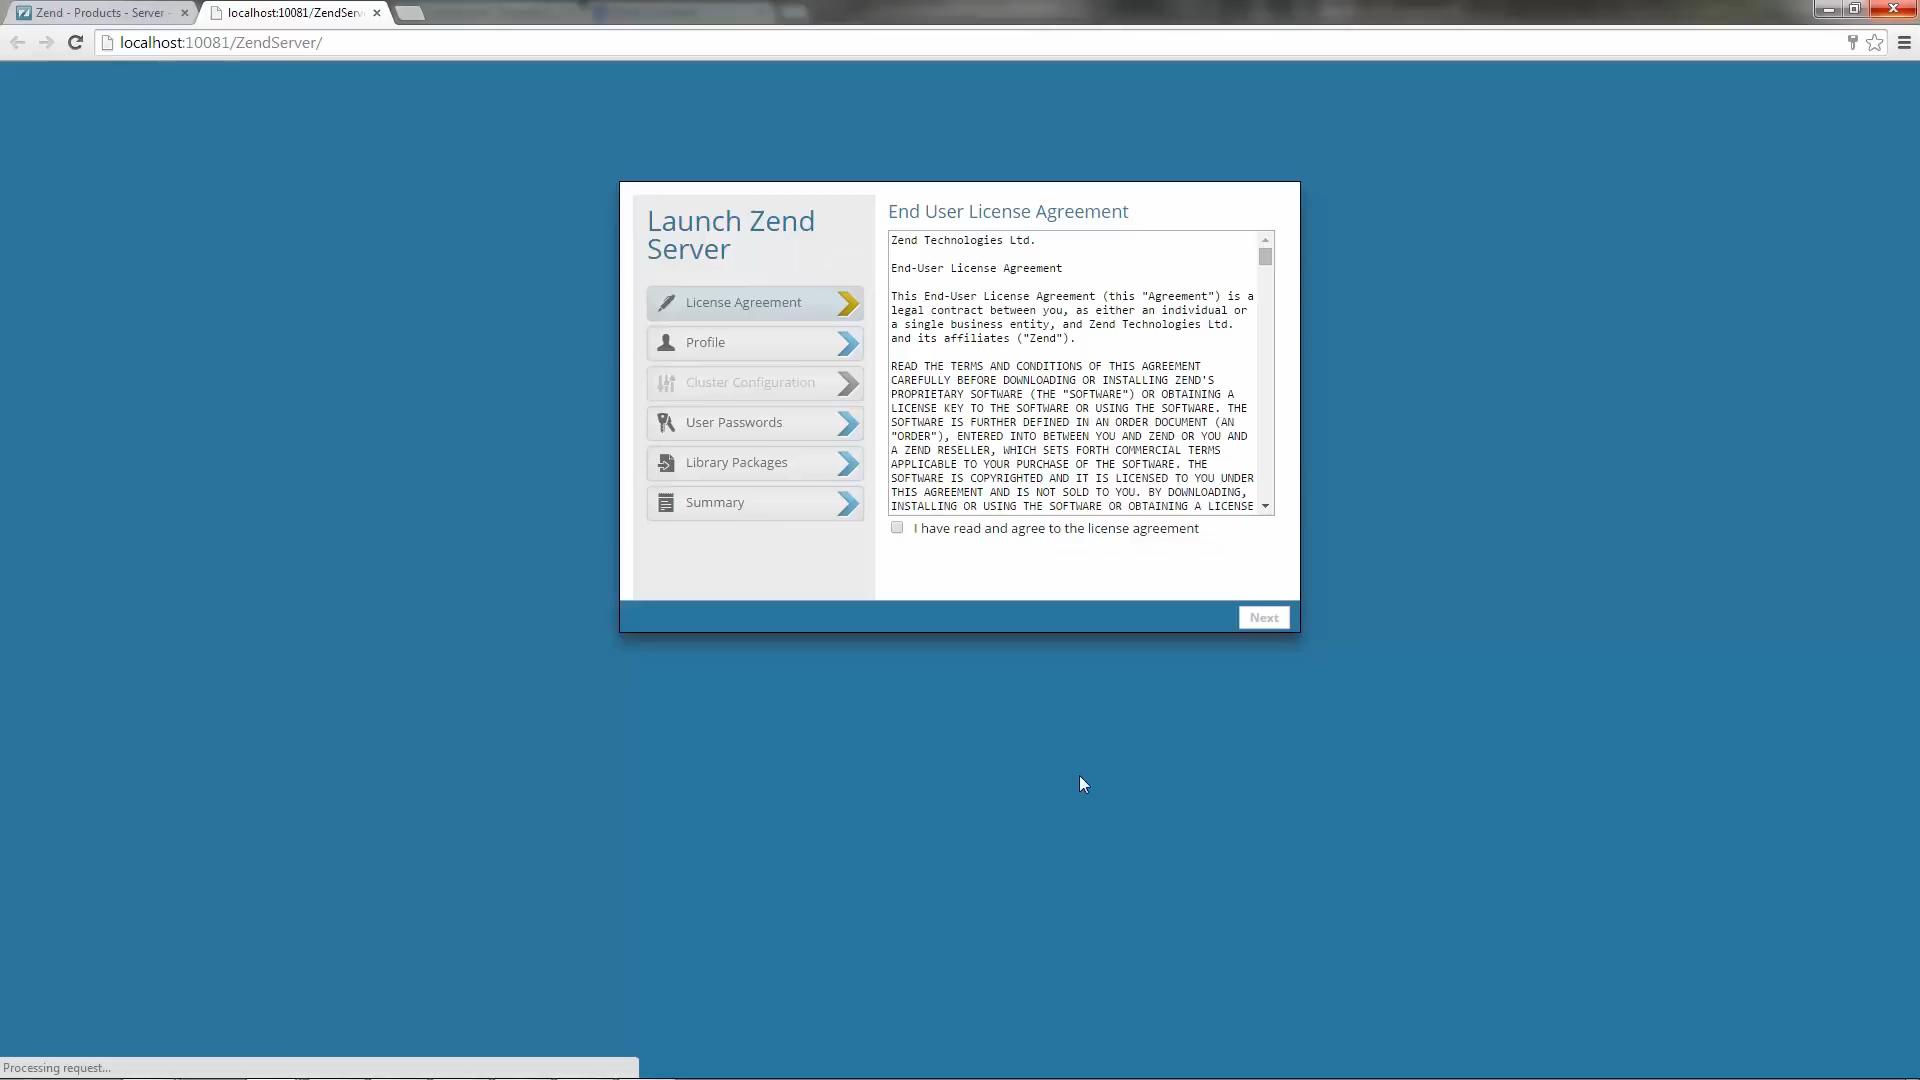 Zend - Products - Server -
localhost:10081/ZendServ
localhost:10081/ZendServer/
Launch Zend
Server
License Agreement
Profile
Cluster Configuration
User Passwords
Library Packages
Summary
End User License Agreement
Zend Technologies Ltd.
End-User License Agreement
This End-User License Agreement (this "Agreement") is a
legal contract between you, as either an individual or
a single business entity, and Zend Technologies Ltd.
and its affiliates ("Zend").
READ THE TERMS AND CONDITIONS OF THIS AGREEMENT
CAREFULLY BEFORE DOWNLOADING OR INSTALLING ZEND'S
PROPRIETARY SOFTWARE (THE "SOFTWARE") OR OBTAINING A
LICENSE KEY TO THE SOFTWARE OR USING THE SOFTWARE. THE
SOFTWARE IS FURTHER DEFINED IN AN ORDER DOCUMENT (AN
"ORDER"), ENTERED INTO BETWEEN YOU AND ZEND OR YOU AND
A ZEND RESELLER, WHICH SETS FORTH COMMERCIAL TERMS
APPLICABLE TO YOUR PURCHASE OF THE SOFTWARE. THE
SOFTWARE IS COPYRIGHTED AND IT IS LICENSED TO YOU UNDER
THIS AGREEMENT AND IS NOT SOLD TO YOU. BY DOWNLOADING,
INSTALLING OR USING THE SOFTWARE OR OBTAINING A LICENSE
I have read and agree to the license agreement
Next
Processing request...